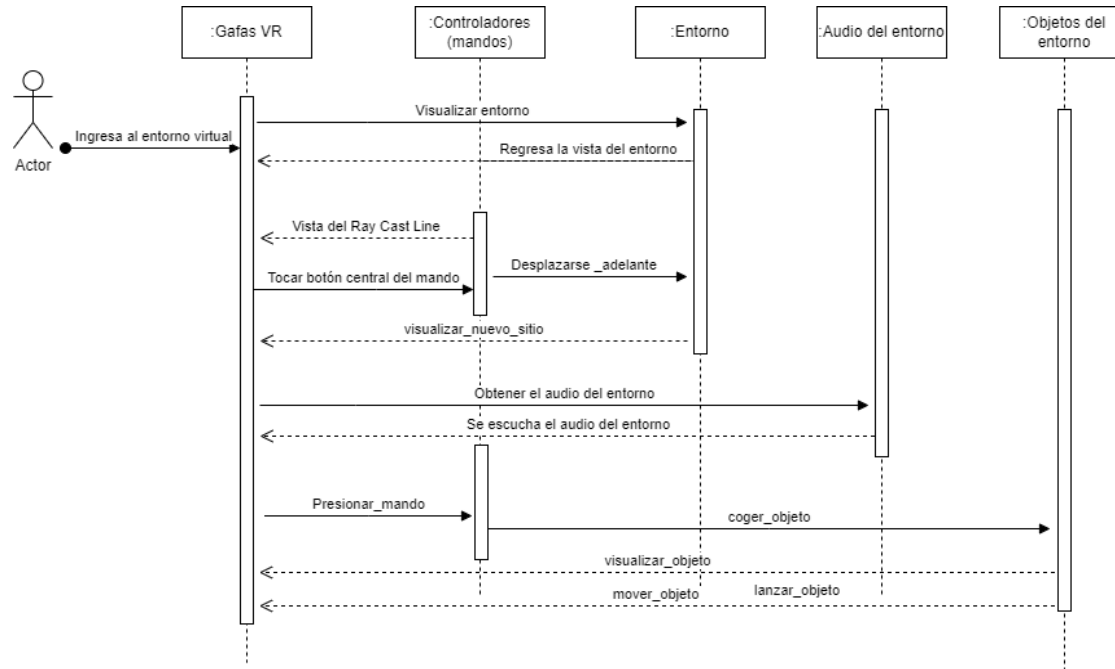 :Gafas VR
:Controladores
(mandos)
:Entorno
:Audio del entorno
:Objetos del
entorno
Actor
Ingresa al entorno virtual
Visualizar entorno
Regresa la vista del entorno
Vista del Ray Cast Line
Desplazarse _adelante
Tocar botón central del mando
visualizar_nuevo_sitio
Obtener el audio del entorno
Se escucha el audio del entorno
Presionar_mando
coger_objeto
visualizar_objeto
mover_objeto
lanzar_objeto